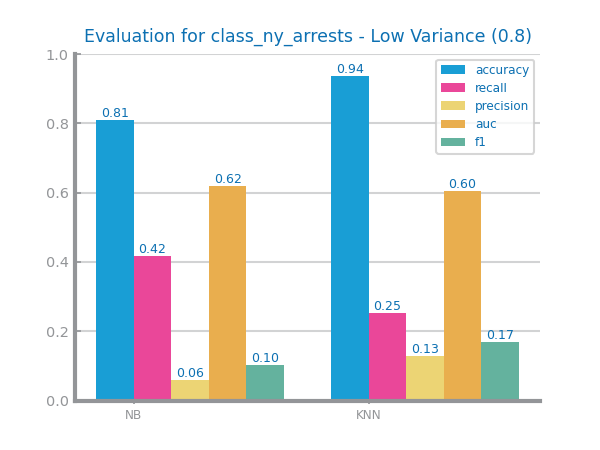 Evaluation for class_ny_arrests - Low Variance (0.8)
1.0
0.8
0.6
0.4
0.2
0.0
accuracy
recall
precision
auc
f1
0.81
0.42
0.06
0.62
0.10
0.94
0.25
0.13
0.60
0.17
NB
KNN